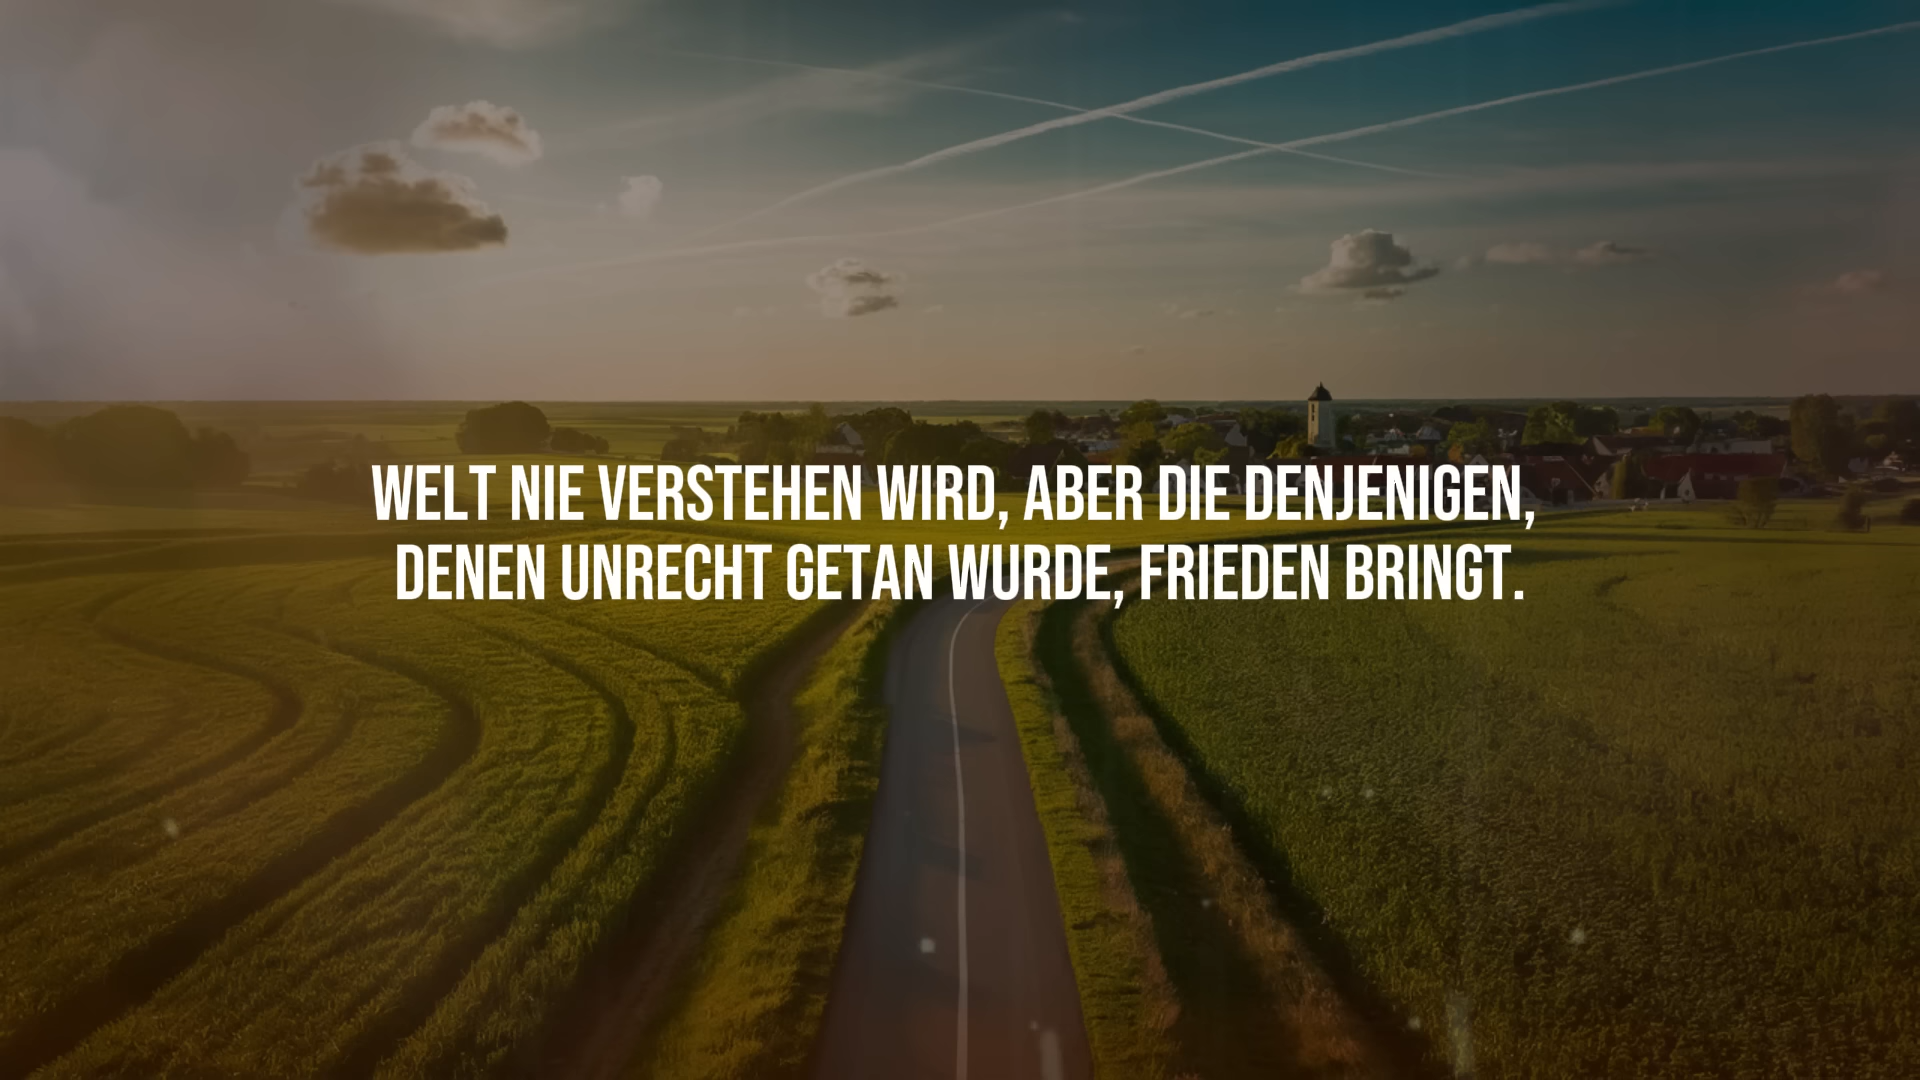 WELT NIE VERSTEHEN WIRD, ABER DIE DENJENIGEN,
DENEN UNRECHT GETAN WURDE, FRIEDEN BRINGT.